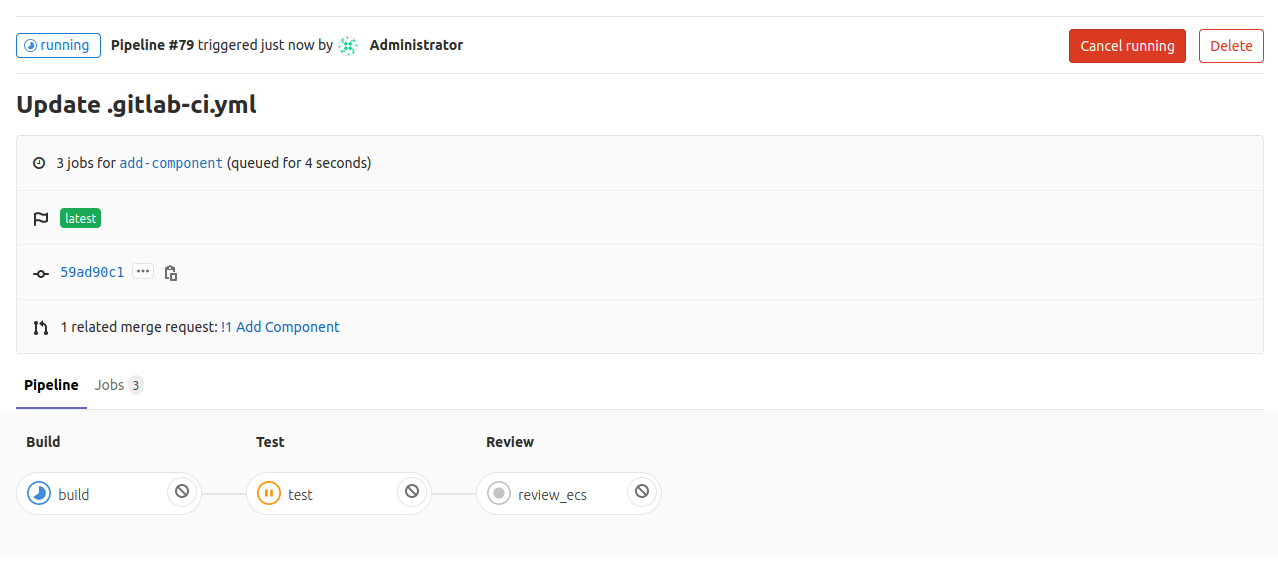 running Pipeline #79 triggered just now by Administrator Cancel running Delete
Update .gitlab-ci.yml
3 jobs for add-component (queued for 4 seconds)
latest
59ad90c1
1 related merge request: !1 Add Component
Pipeline Jobs 3
Build Test Review
build test review_ecs